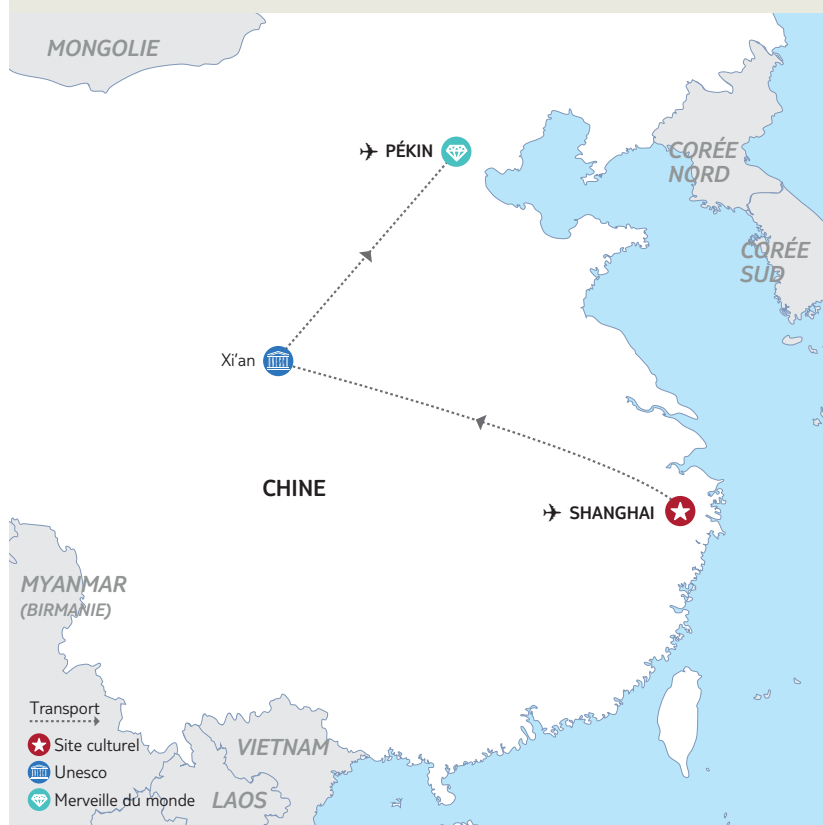 MONGOLIE
PÉKIN
CORÉE
NORD
CORÉE
SUD
Xi'an
CHINE
SHANGHAI
MYANMAR
(BIRMANIE)
Transport
Site culturel
VIETNAM
Unesco
Merveille du monde
LAOS